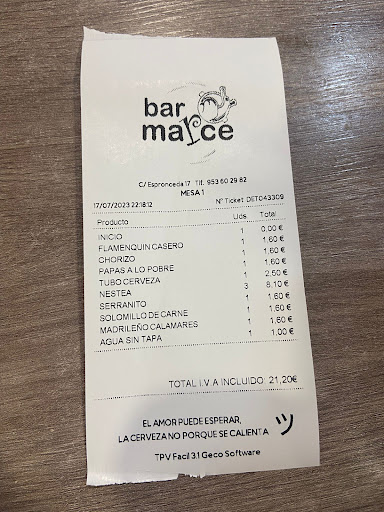 bar
marce
C/ Espronceda 17 Tlf. 953 60 29 82
MESA 1
17/07/2023 22:18:12 Nº Ticket DET043309
Producto Uds Total
INICIO 1 0,00 €
FLAMENQUIN CASERO 1 1,60 €
CHORIZO 1 1,60 €
PAPAS A LO POBRE 1 1,60 €
TUBO CERVEZA 1 2,50 €
NESTEA 3 8,10 €
SERRANITO 1 1,60 €
SOLOMILLO DE CARNE 1 1,60 €
MADRILEÑO CALAMARES 1 1,60 €
AGUA SIN TAPA 1 1,00 €
TOTAL I.V.A INCLUIDO: 21,20€
EL AMOR PUEDE ESPERAR,
LA CERVEZA NO PORQUE SE CALIENTA ツ
TPV Facil 3.1 Geco Software